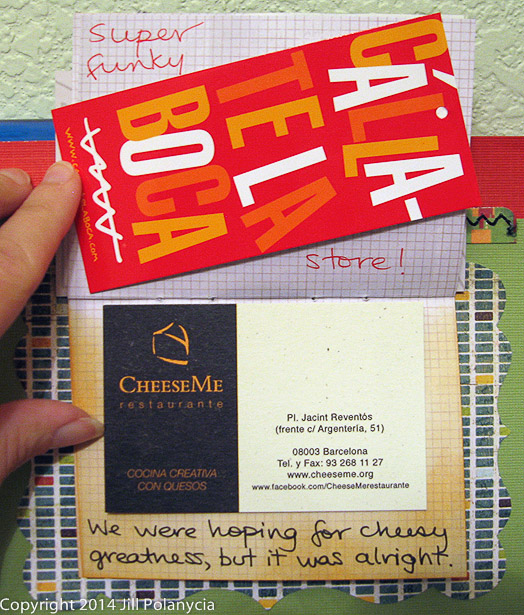 Super
funky
CÁLLA-
TE LA
BOCA
store!
CHEESEME
restaurante
COCINA CREATIVA
CON QUESOS
Pl. Jacint Reventós
(frente c/ Argentería, 51)
08003 Barcelona
Tel. y Fax: 93 268 11 27
www.cheeseme.org
www.facebook.com/CheeseMerestaurante
We were hoping for cheesy
greatness, but it was alright.
Copyright 2014 Jill Polanycia